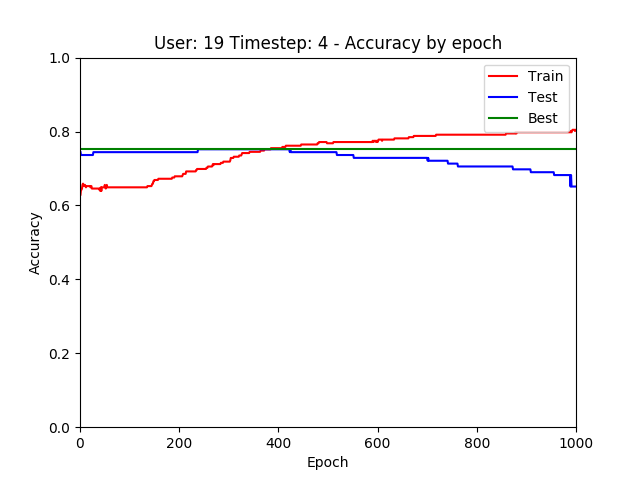 User: 19 Timestep: 4 - Accuracy by epoch
1.0
0.8
0.6
0.4
0.2
0.0
Accuracy
Train
Test
Best
0 200 400 600 800 1000
Epoch